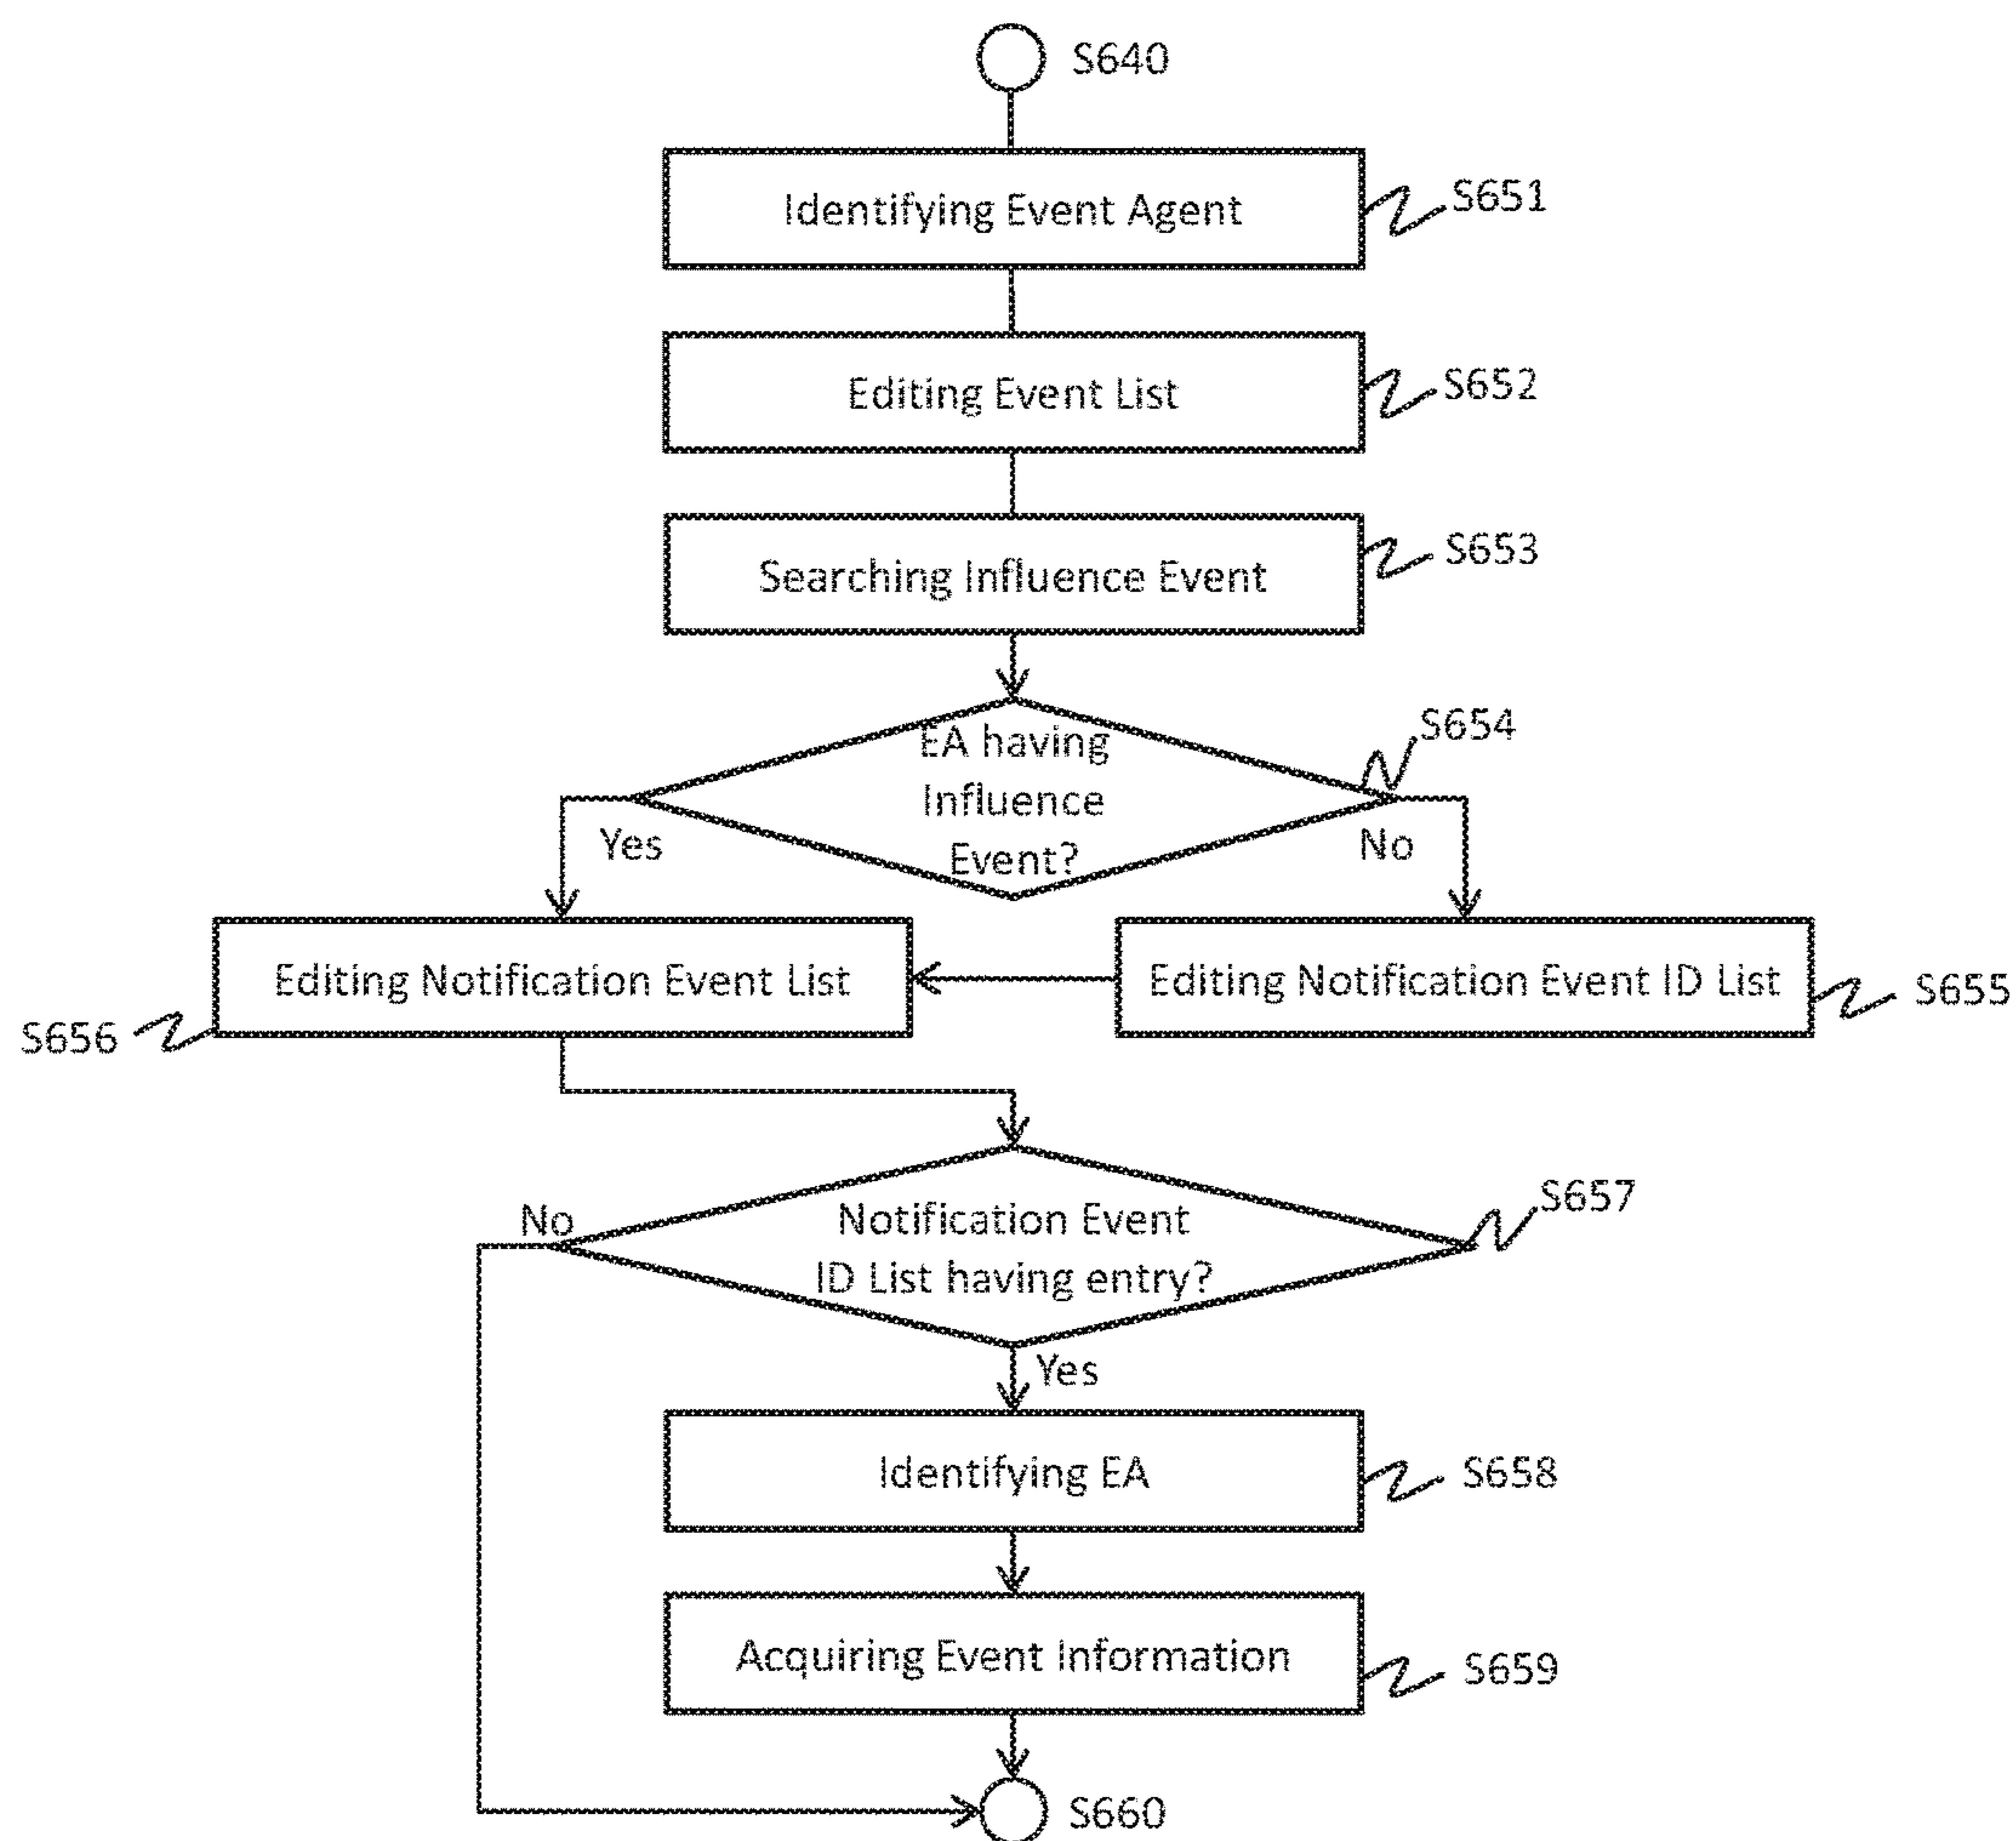 S640
Identifying Event Agent
S651
Editing Event List
S652
Searching Influence Event
S653
EA having
Influence
Event?
S654
Yes
No
Editing Notification Event List
S656
Editing Notification Event ID List
S655
Notification Event
ID List having entry?
S657
No
Yes
Identifying EA
S658
Acquiring Event Information
S659
S660